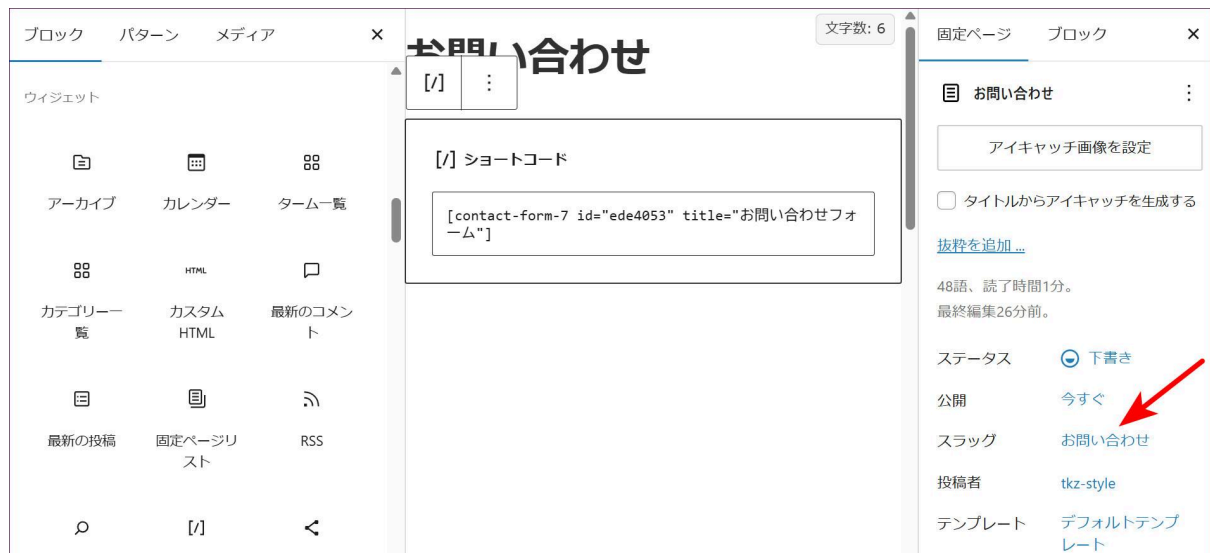 ブロック パターン メディア
ウィジェット
アーカイブ カレンダー ターム一覧
カテゴリー一
覧
HTML
カスタム
HTML
最新のコメン
ト
最新の投稿
固定ページリ
スト
RSS
[/]
文字数: 6
お問い合わせ
[/]
[/] ショートコード
[contact-form-7 id="ede4053" title="お問い合わせフォ
ーム"]
固定ページ ブロック
お問い合わせ
アイキャッチ画像を設定
タイトルからアイキャッチを生成する
抜粋を追加 ...
48語、読了時間1分。
最終編集26分前。
ステータス 下書き
公開 今すぐ
スラッグ お問い合わせ
投稿者 tkz-style
テンプレート デフォルトテンプ
レート